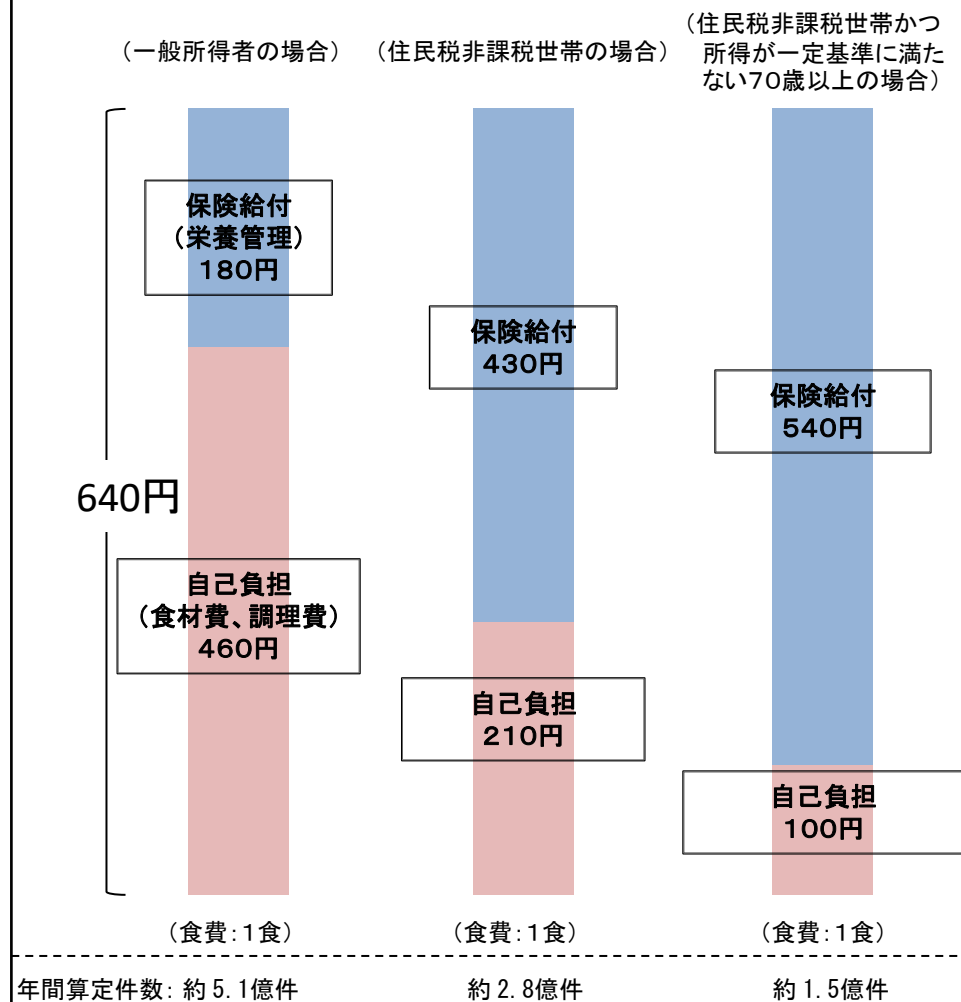 （一般所得者の場合）
（住民税非課税世帯の場合）
（住民税非課税世帯かつ
所得が一定基準に満た
ない７０歳以上の場合）
保険給付
（栄養管理）
１８０円
保険給付
４３０円
保険給付
５４０円
640円
自己負担
（食材費、調理費）
４６０円
自己負担
２１０円
自己負担
１００円
（食費：１食）
（食費：１食）
（食費：１食）
年間算定件数：約５.１億件
約２.８億件
約１.５億件